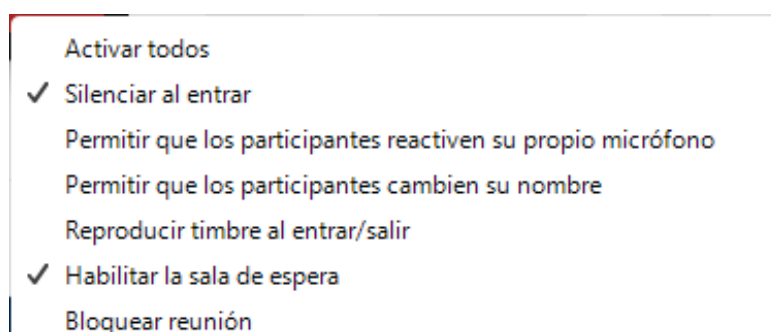 Activar todos
Silenciar al entrar
Permitir que los participantes reactiven su propio micrófono
Permitir que los participantes cambien su nombre
Reproducir timbre al entrar/salir
Habilitar la sala de espera
Bloquear reunión